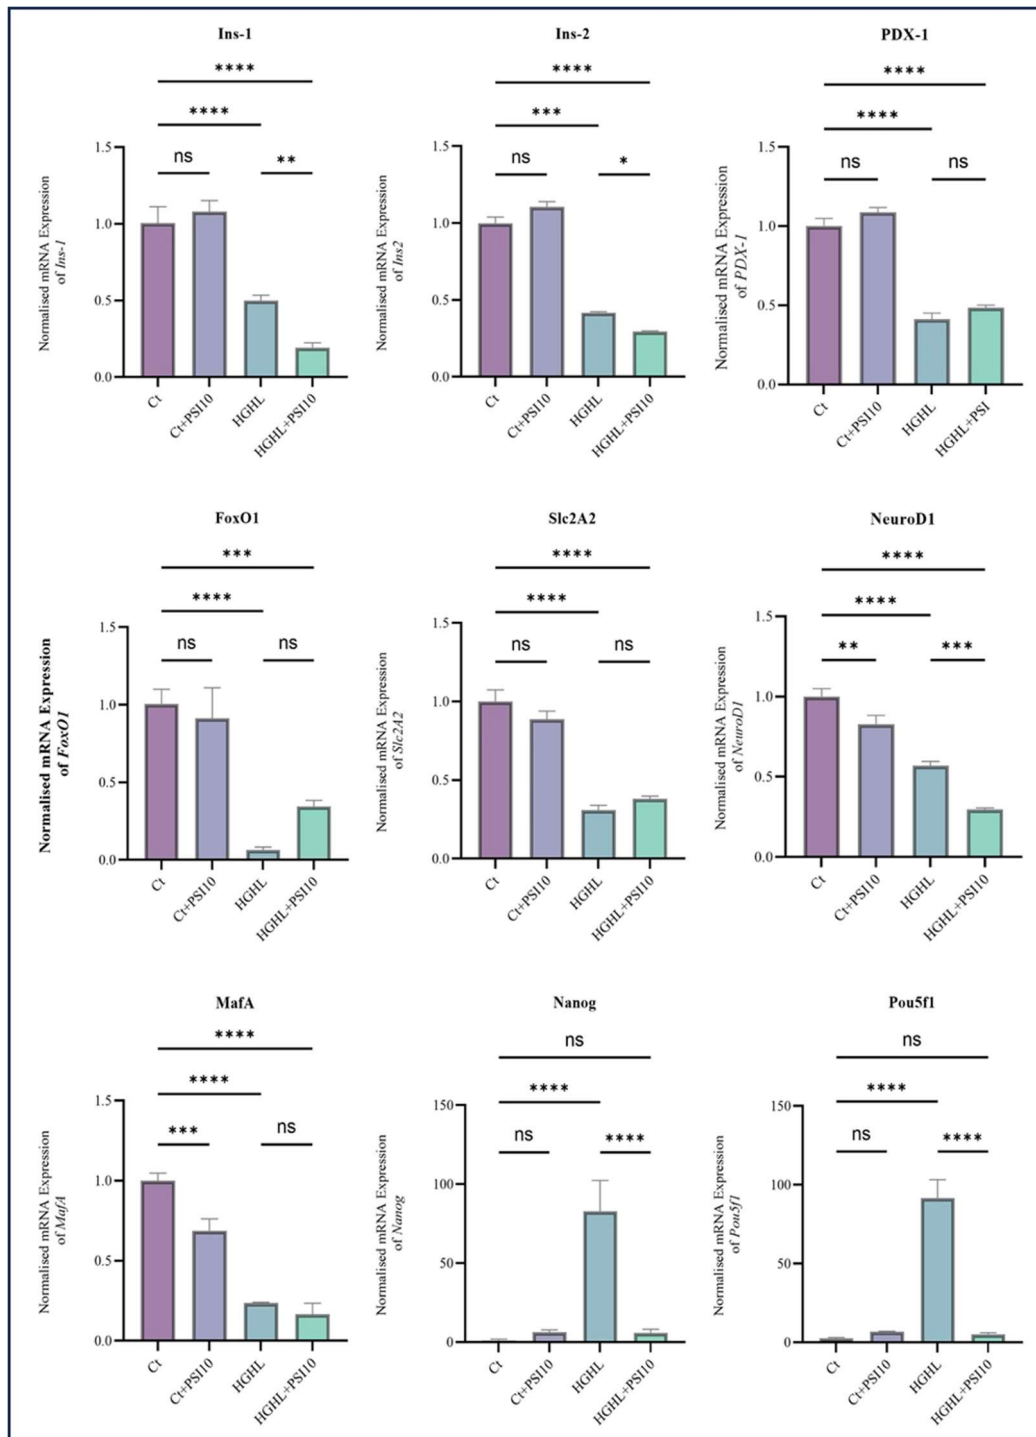 Ins-1
****
****
ns
**
Normalised mRNA Expression
of Ins-1
1.5
1.0
0.5
0.0
Ct
Ct+PSI10
HGHL
HGHL+PSI10
Ins-2
****
***
ns
*
Normalised mRNA Expression
of Ins2
1.5
1.0
0.5
0.0
Ct
Ct+PSI10
HGHL
HGHL+PSI10
PDX-1
****
****
ns
ns
Normalised mRNA Expression
of PDX-1
1.5
1.0
0.5
0.0
Ct
Ct+PSI10
HGHL
HGHL+PSI
FoxO1
***
****
ns
ns
Normalised mRNA Expression
of FoxO1
1.5
1.0
0.5
0.0
Ct
Ct+PSI10
HGHL
HGHL+PSI10
Slc2A2
****
****
ns
ns
Normalised mRNA Expression
of Slc2A2
1.5
1.0
0.5
0.0
Ct
Ct+PSI10
HGHL
HGHL+PSI10
NeuroD1
****
****
**
***
Normalised mRNA Expression
of NeuroD1
1.5
1.0
0.5
0.0
Ct
Ct+PSI10
HGHL
HGHL+PSI10
MafA
****
****
***
ns
Normalised mRNA Expression
of MafA
1.5
1.0
0.5
0.0
Ct
Ct+PSI10
HGHL
HGHL+PSI10
Nanog
ns
****
ns
****
Normalised mRNA Expression
of Nanog
150
100
50
0
Ct
Ct+PSI10
HGHL
HGHL+PSI10
Pou5f1
ns
****
ns
****
Normalised mRNA Expression
of Pou5f1
150
100
50
0
Ct
Ct+PSI10
HGHL
HGHL+PSI10